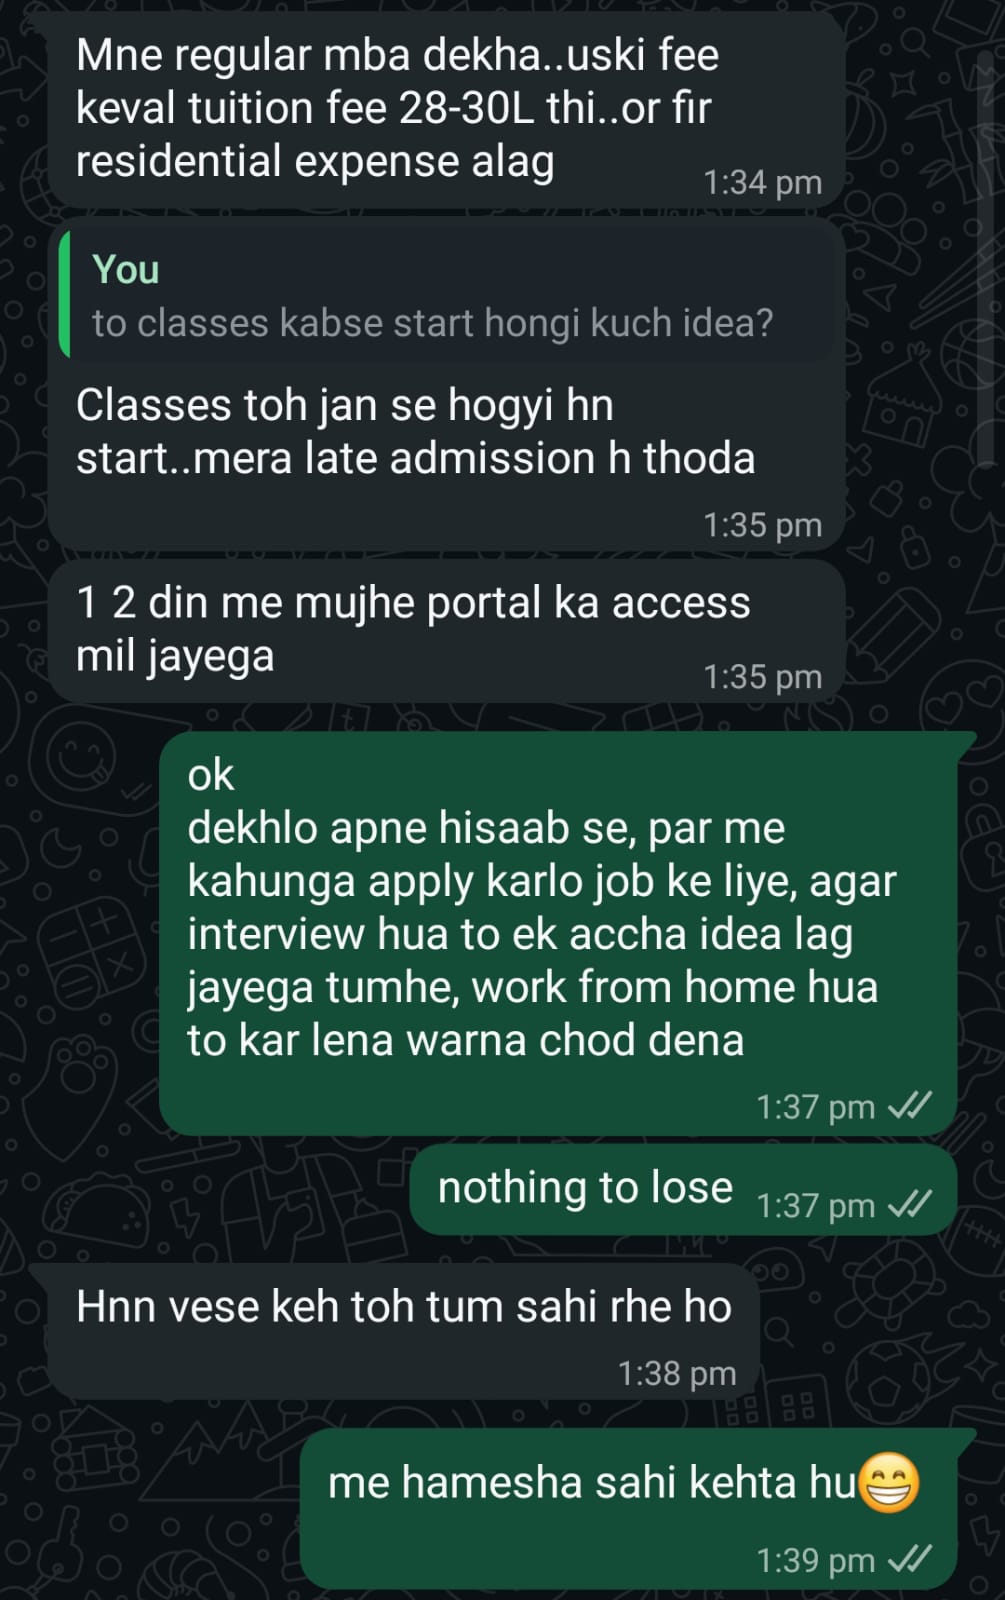 Mne regular mba dekha..uski fee
keval tuition fee 28-30L thi..or fir
residential expense alag
1:34 pm
You
to classes kabse start hongi kuch idea?
Classes toh jan se hogyi hn
start..mera late admission h thoda
1:35 pm
1 2 din me mujhe portal ka access
mil jayega
1:35 pm
ok
dekhlo apne hisaab se, par me
kahunga apply karlo job ke liye, agar
interview hua to ek accha idea lag
jayega tumhe, work from home hua
to kar lena warna chod dena
1:37 pm
nothing to lose
1:37 pm
Hnn vese keh toh tum sahi rhe ho
1:38 pm
me hamesha sahi kehta hu😁
1:39 pm